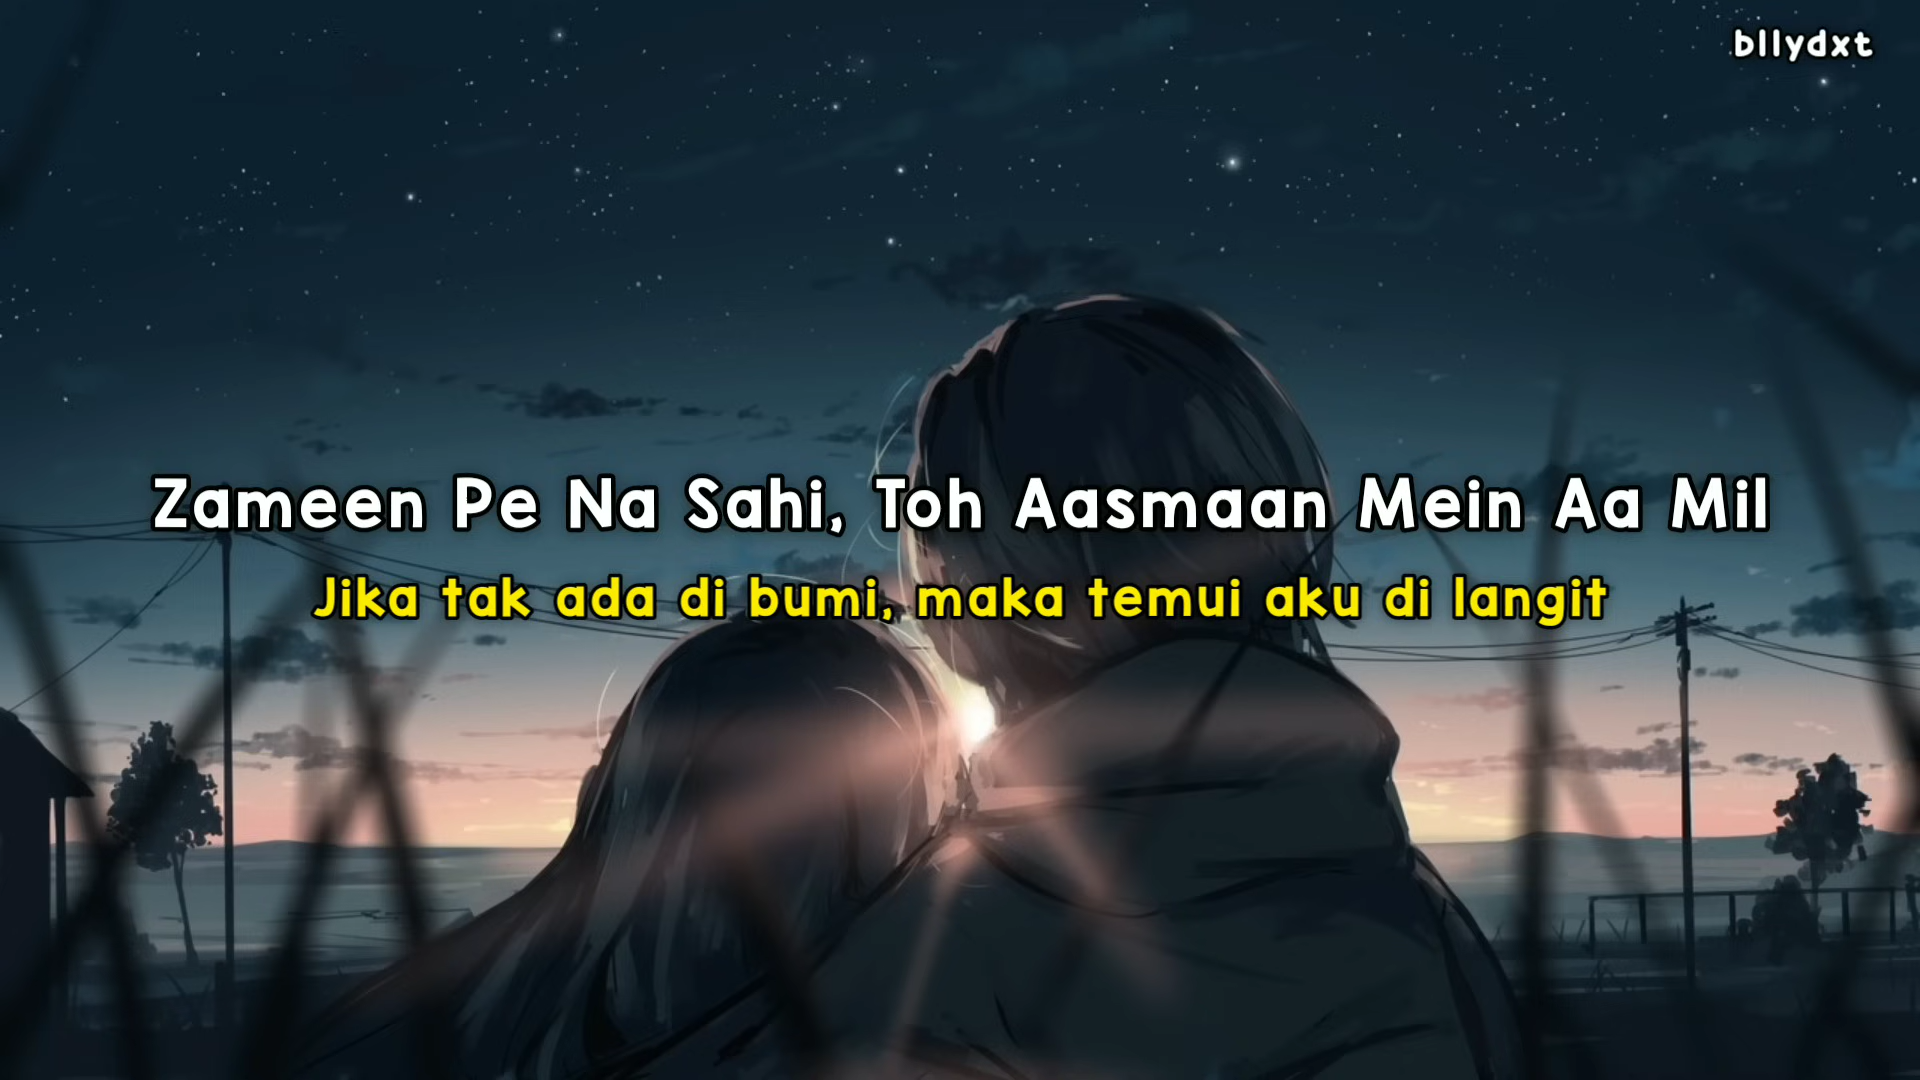 bllydxt
Zameen Pe Na Sahi, Toh Aasmaan Mein Aa Mil
Jika tak ada di bumi, maka temui aku di langit